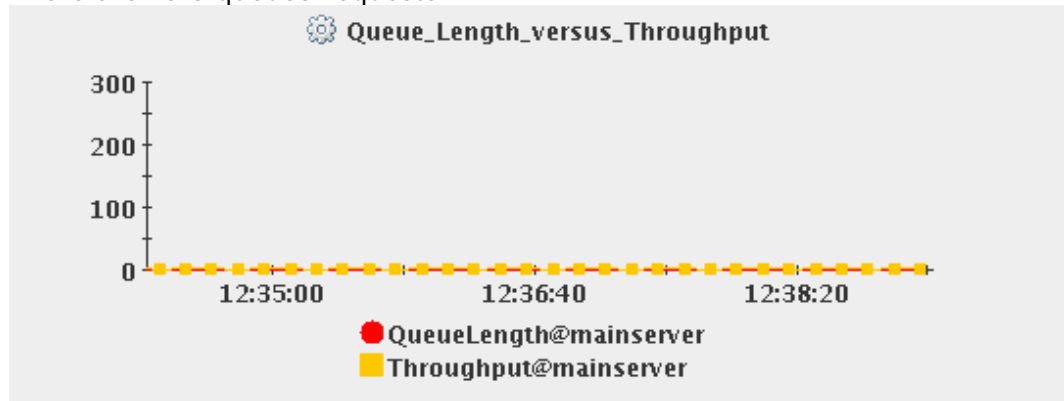 Queue_Length_versus_Throughput
300
200
100
0
12:35:00 12:36:40 12:38:20
QueueLength@mainserver
Throughput@mainserver